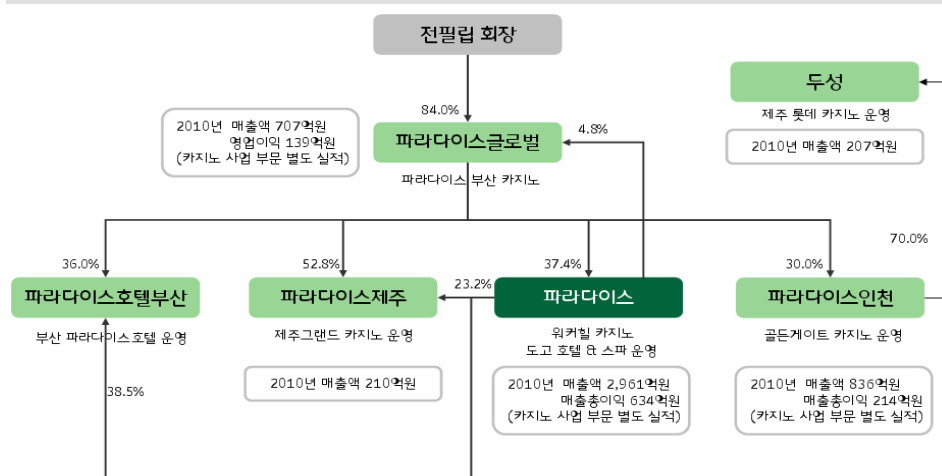 전필립 회장
두성
제주 롯데 카지노 운영
2010년 매출액 207억원
84.0%
2010년 매출액 707억원
영업이익 139억원
(카지노 사업 부문 별도 실적)
파라다이스글로벌
4.8%
파라다이스 부산 카지노
70.0%
36.0%
52.8%
23.2%
37.4%
30.0%
파라다이스호텔부산
파라다이스제주
파라다이스
파라다이스인천
부산 파라다이스호텔 운영
제주그랜드 카지노 운영
워커힐 카지노
도고 호텔 & 스파 운영
골든게이트 카지노 운영
38.5%
2010년 매출액 210억원
2010년 매출액 2,961억원
매출총이익 634억원
(카지노 사업 부문 별도 실적)
2010년 매출액 836억원
매출총이익 214억원
(카지노 사업 부문 별도 실적)